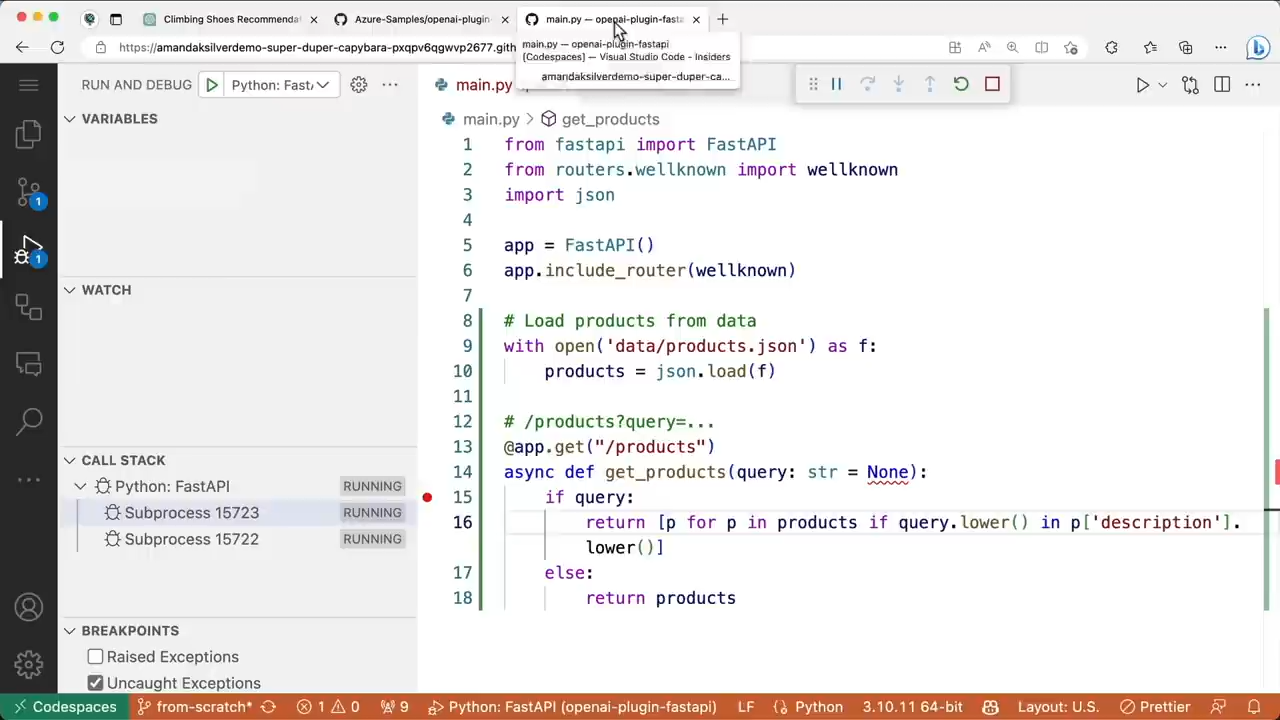 Climbing Shoes Recommendat
Azure-Samples/openai-plugin-
main.py — openai-plugin-fasta
https://amandaksilverdemo-super-duper-capybara-pxqpv6qgwvp2677.gith
main.py — openai-plugin-fastapi
[Codespaces] — Visual Studio Code - Insiders
amandaksilverdemo-super-duper-ca...
RUN AND DEBUG
Python: Fast
main.py
main.py > get_products
VARIABLES
WATCH
CALL STACK
Python: FastAPI RUNNING
Subprocess 15723 RUNNING
Subprocess 15722 RUNNING
BREAKPOINTS
Raised Exceptions
Uncaught Exceptions
1
1
1 from fastapi import FastAPI
2 from routers.wellknown import wellknown
3 import json
4
5 app = FastAPI()
6 app.include_router(wellknown)
7
8 # Load products from data
9 with open('data/products.json') as f:
10 products = json.load(f)
11
12 # /products?query=...
13 @app.get("/products")
14 async def get_products(query: str = None):
15 if query:
16 return [p for p in products if query.lower() in p['description'].
lower()]
17 else:
18 return products
Codespaces from-scratch* 1 0 9 Python: FastAPI (openai-plugin-fastapi) LF Python 3.10.11 64-bit Layout: U.S. Prettier